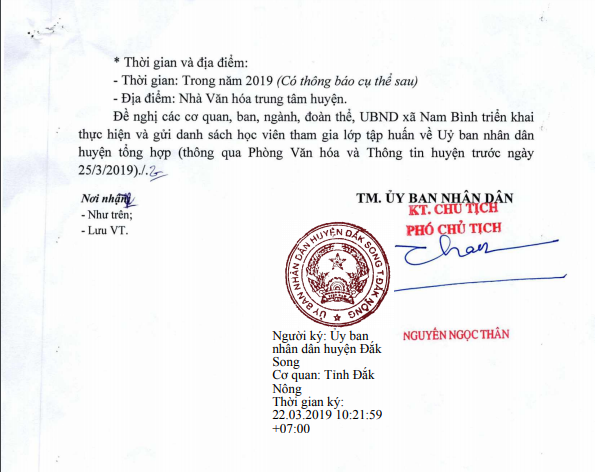 * Thời gian và địa điểm:
- Thời gian: Trong năm 2019 (Có thông báo cụ thể sau)
- Địa điểm: Nhà Văn hóa trung tâm huyện.
Đề nghị các cơ quan, ban, ngành, đoàn thể, UBND xã Nam Bình triển khai
thực hiện và gửi danh sách học viên tham gia lớp tập huấn về Uỷ ban nhân dân
huyện tổng hợp (thông qua Phòng Văn hóa và Thông tin huyện trước ngày
25/3/2019)./.
Nơi nhận:
- Như trên;
- Lưu VT.
TM. ỦY BAN NHÂN DÂN
KT. CHỦ TỊCH
PHÓ CHỦ TỊCH
ỦY BAN NHÂN DÂN HUYỆN ĐẮK SONG T.ĐẮK NÔNG
NGUYỄN NGỌC THÂN
Người ký: Ủy ban
nhân dân huyện Đắk
Song
Cơ quan: Tỉnh Đắk
Nông
Thời gian ký:
22.03.2019 10:21:59
+07:00